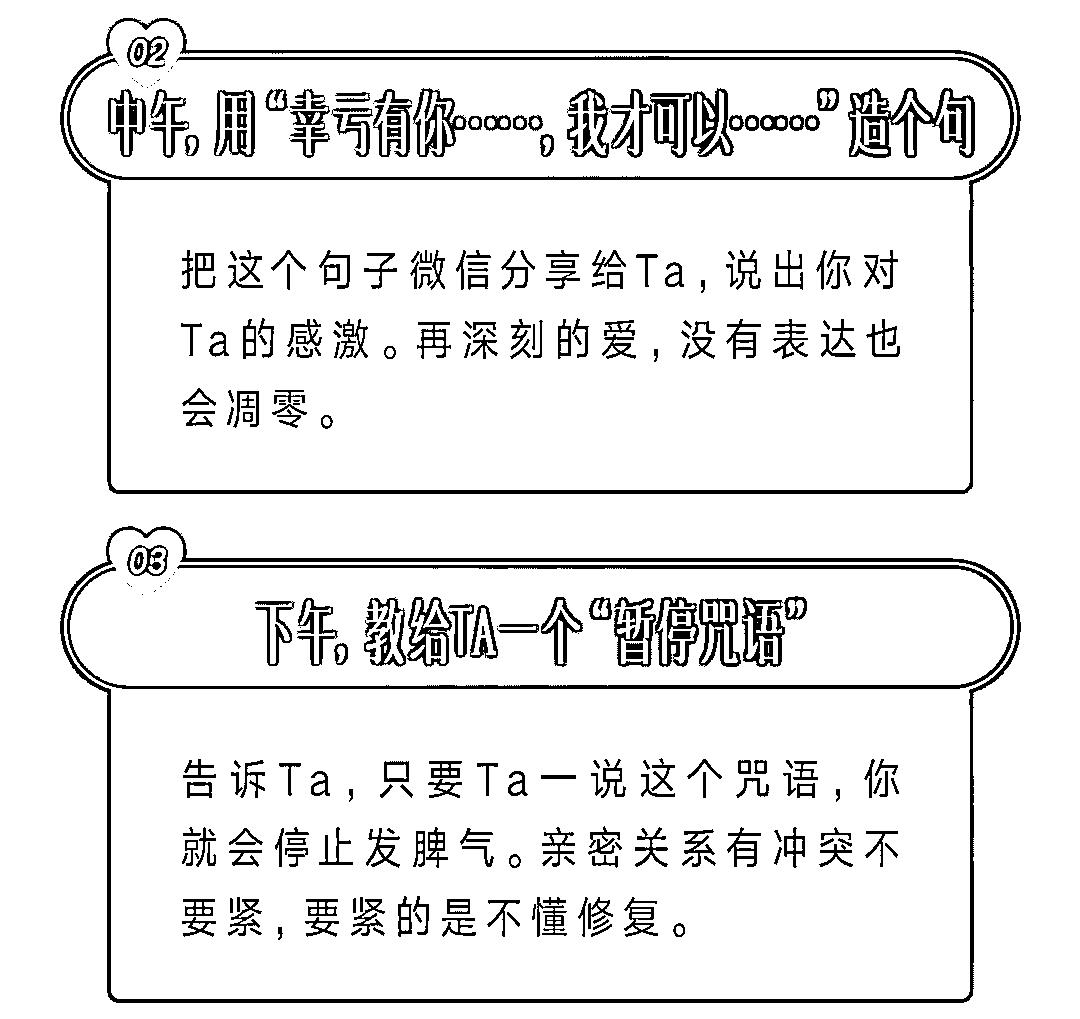 02
中午,用“幸亏有你……,我才可以……”造个句
把这个句子微信分享给Ta,说出你对
Ta的感激。再深刻的爱,没有表达也
会凋零。
03
下午,教给TA一个“暂停咒语”
告诉Ta,只要Ta一说这个咒语,你
就会停止发脾气。亲密关系有冲突不
要紧,要紧的是不懂修复。